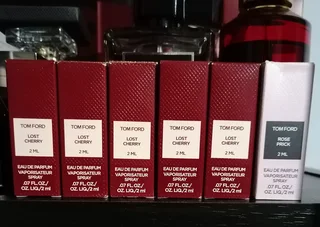 TOM FORD
LOST
CHERRY
2 ML
EAU DE PARFUM
VAPORISATEUR
SPRAY
.07 FL.OZ./
OZ. LIQ./2 ml
TOM FORD
LOST
CHERRY
2 ML
EAU DE PARFUM
VAPORISATEUR
SPRAY
.07 FL.OZ./
OZ. LIQ./2 ml
TOM FORD
LOST
CHERRY
2 ML
EAU DE PARFUM
VAPORISATEUR
SPRAY
.07 FL.OZ./
OZ. LIQ./2 ml
TOM FORD
LOST
CHERRY
2 ML
EAU DE PARFUM
VAPORISATEUR
SPRAY
.07 FL.OZ./
OZ. LIQ./2 ml
TOM FORD
LOST
CHERRY
2 ML
EAU DE PARFUM
VAPORISATEUR
SPRAY
.07 FL.OZ./
OZ. LIQ./2 ml
TOM FORD
ROSE
PRICK
2 ML
EAU DE PARFUM
VAPORISATEUR
SPRAY
.07 FL.OZ./
OZ. LIQ./2 ml